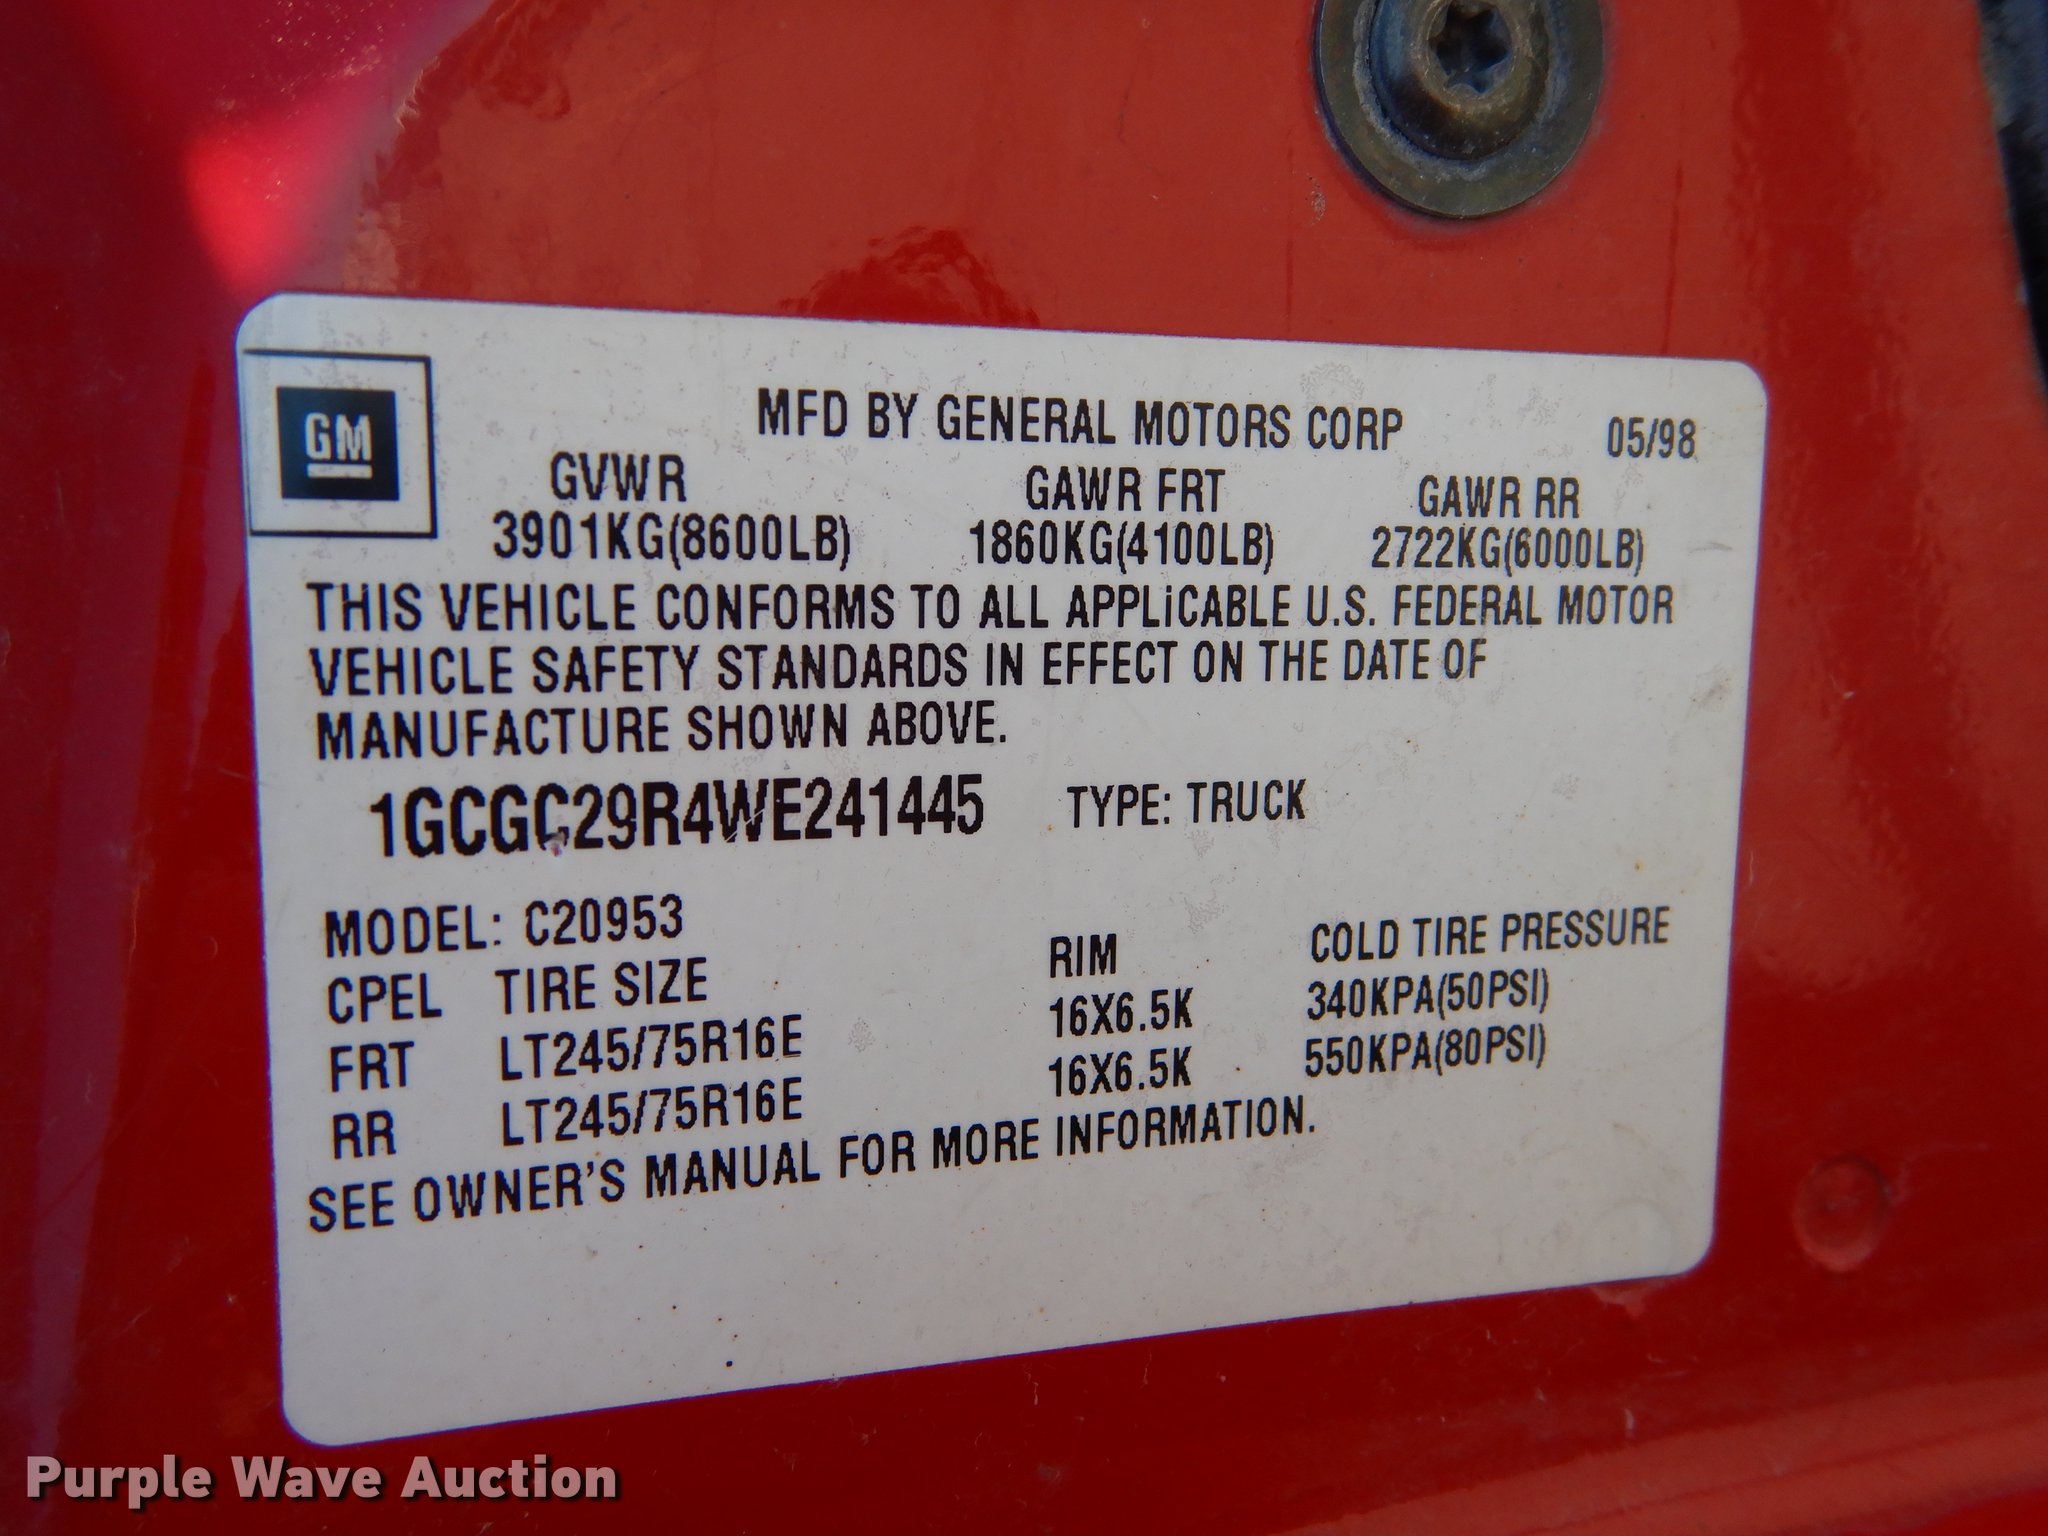 GM
MFD BY GENERAL MOTORS CORP 05/98
GVWR GAWR FRT GAWR RR
3901KG(8600LB) 1860KG(4100LB) 2722KG(6000LB)
THIS VEHICLE CONFORMS TO ALL APPLiCABLE U.S. FEDERAL MOTOR
VEHICLE SAFETY STANDARDS IN EFFECT ON THE DATE OF
MANUFACTURE SHOWN ABOVE.
1GCGC29R4WE241445 TYPE: TRUCK
MODEL: C20953
CPEL TIRE SIZE RIM COLD TIRE PRESSURE
FRT LT245/75R16E 16X6.5K 340KPA(50PSI)
RR LT245/75R16E 16X6.5K 550KPA(80PSI)
SEE OWNER'S MANUAL FOR MORE INFORMATION.
Purple Wave Auction